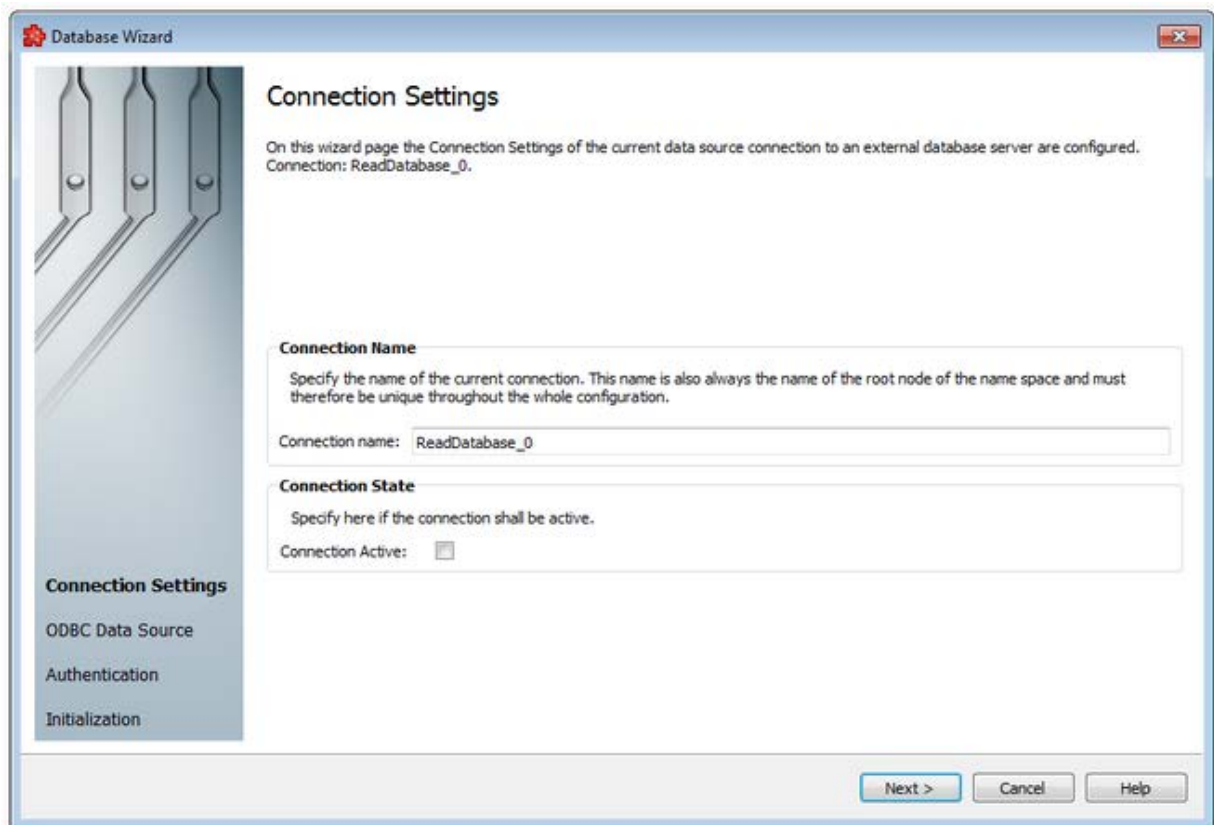 Database Wizard
Connection Settings
On this wizard page the Connection Settings of the current data source connection to an external database server are configured.
Connection: ReadDatabase_0.
Connection Name
Specify the name of the current connection. This name is also always the name of the root node of the name space and must
therefore be unique throughout the whole configuration.
Connection name: ReadDatabase_0
Connection State
Specify here if the connection shall be active.
Connection Active:
Connection Settings
ODBC Data Source
Authentication
Initialization
Next > Cancel Help